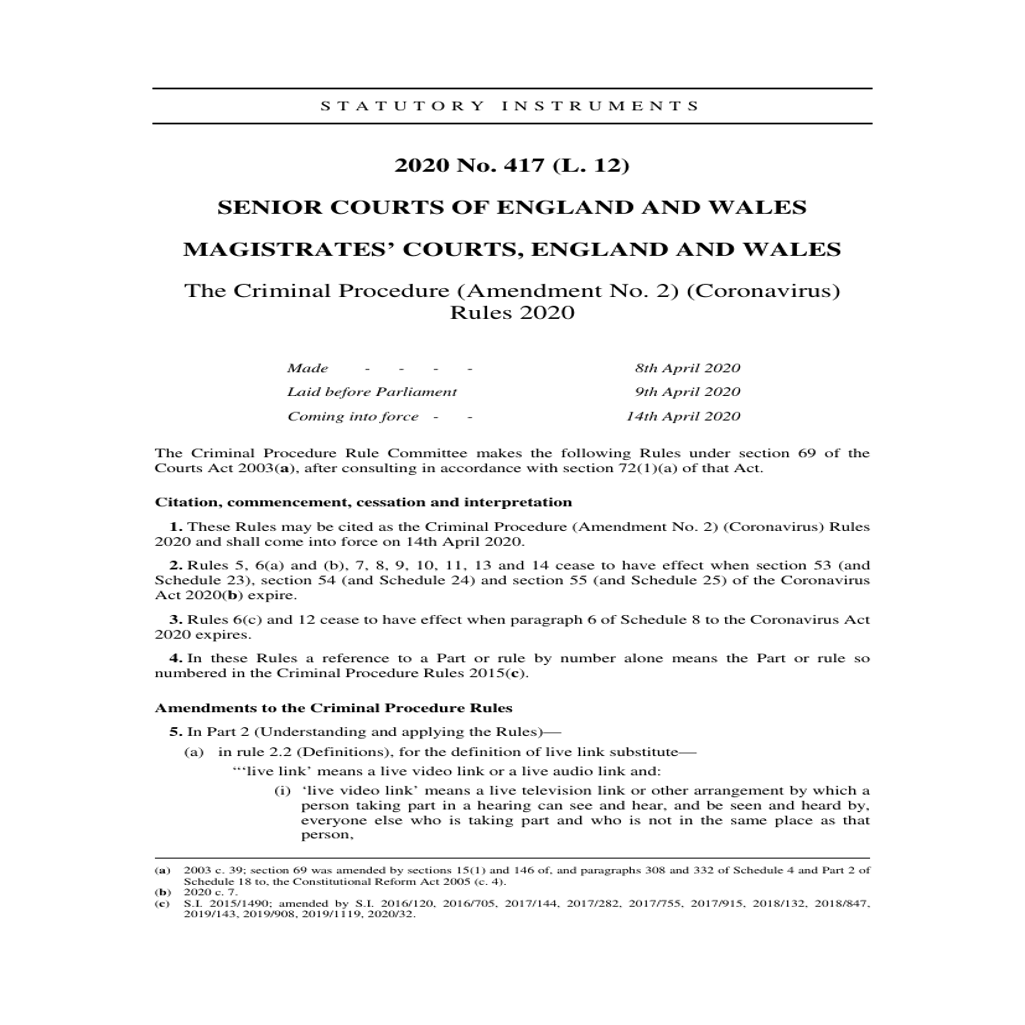 STATUTORY INSTRUMENTS
2020 No. 417 (L. 12)
SENIOR COURTS OF ENGLAND AND WALES
MAGISTRATES’ COURTS, ENGLAND AND WALES
The Criminal Procedure (Amendment No. 2) (Coronavirus)
Rules 2020
Made - - - - 8th April 2020
Laid before Parliament 9th April 2020
Coming into force - - 14th April 2020
The Criminal Procedure Rule Committee makes the following Rules under section 69 of the
Courts Act 2003(a), after consulting in accordance with section 72(1)(a) of that Act.
Citation, commencement, cessation and interpretation
1. These Rules may be cited as the Criminal Procedure (Amendment No. 2) (Coronavirus) Rules
2020 and shall come into force on 14th April 2020.
2. Rules 5, 6(a) and (b), 7, 8, 9, 10, 11, 13 and 14 cease to have effect when section 53 (and
Schedule 23), section 54 (and Schedule 24) and section 55 (and Schedule 25) of the Coronavirus
Act 2020(b) expire.
3. Rules 6(c) and 12 cease to have effect when paragraph 6 of Schedule 8 to the Coronavirus Act
2020 expires.
4. In these Rules a reference to a Part or rule by number alone means the Part or rule so
numbered in the Criminal Procedure Rules 2015(c).
Amendments to the Criminal Procedure Rules
5. In Part 2 (Understanding and applying the Rules)—
(a) in rule 2.2 (Definitions), for the definition of live link substitute—
“‘live link’ means a live video link or a live audio link and:
(i) ‘live video link’ means a live television link or other arrangement by which a
person taking part in a hearing can see and hear, and be seen and heard by,
everyone else who is taking part and who is not in the same place as that
person,
(a) 2003 c. 39; section 69 was amended by sections 15(1) and 146 of, and paragraphs 308 and 332 of Schedule 4 and Part 2 of
Schedule 18 to, the Constitutional Reform Act 2005 (c. 4).
(b) 2020 c. 7.
(c) S.I. 2015/1490; amended by S.I. 2016/120, 2016/705, 2017/144, 2017/282, 2017/755, 2017/915, 2018/132, 2018/847,
2019/143, 2019/908, 2019/1119, 2020/32.